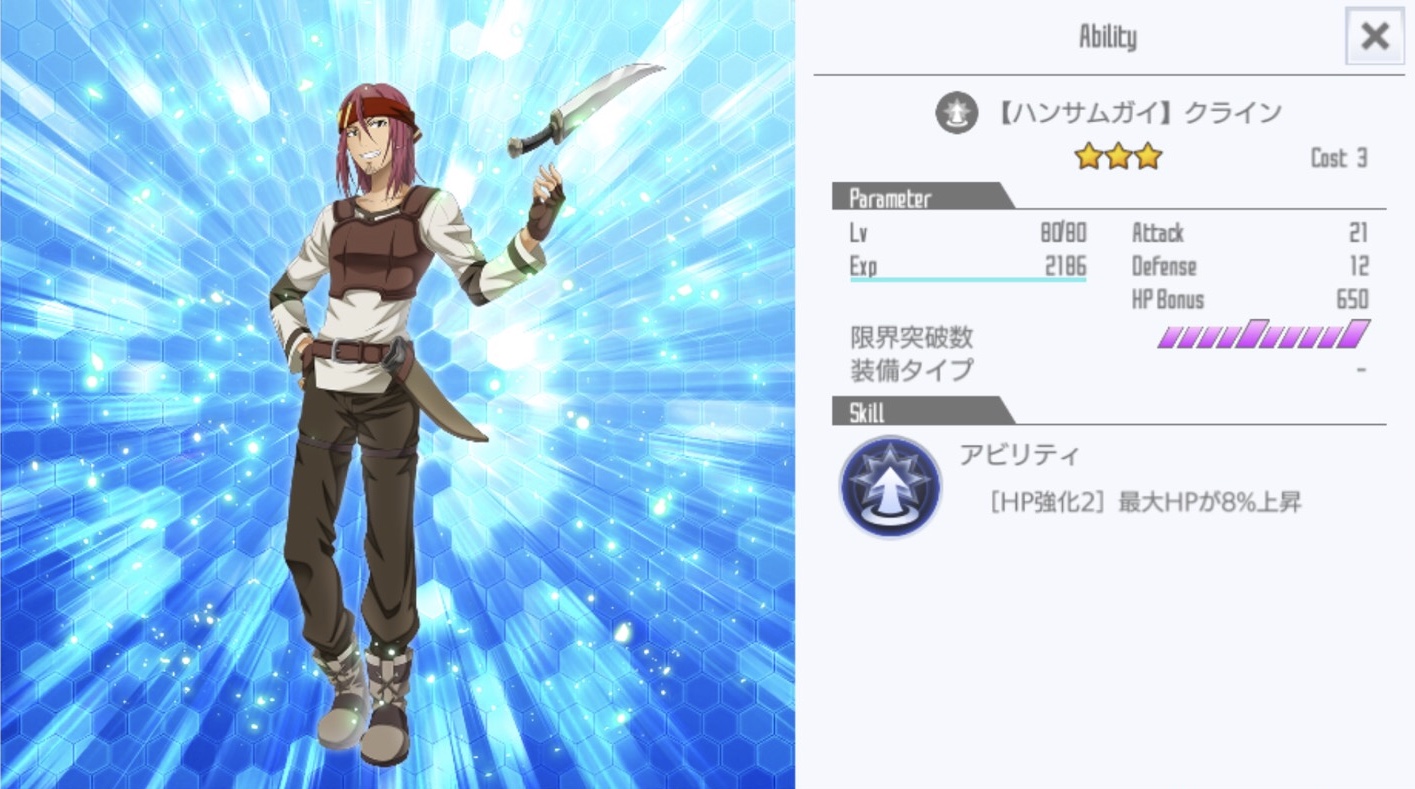 Ability
【ハンサムガイ】クライン
Cost 3
Parameter
Lv 80/80
Attack 21
Exp 2186
Defense 12
HP Bonus 650
限界突破数
装備タイプ -
Skill
アビリティ
［HP強化2］最大HPが8%上昇